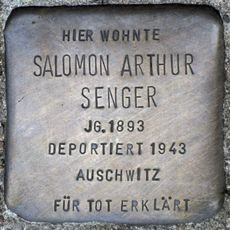 HIER WOHNTE
SALOMON ARTHUR
SENGER
JG. 1893
DEPORTIERT 1943
AUSCHWITZ
FÜR TOT ERKLÄRT